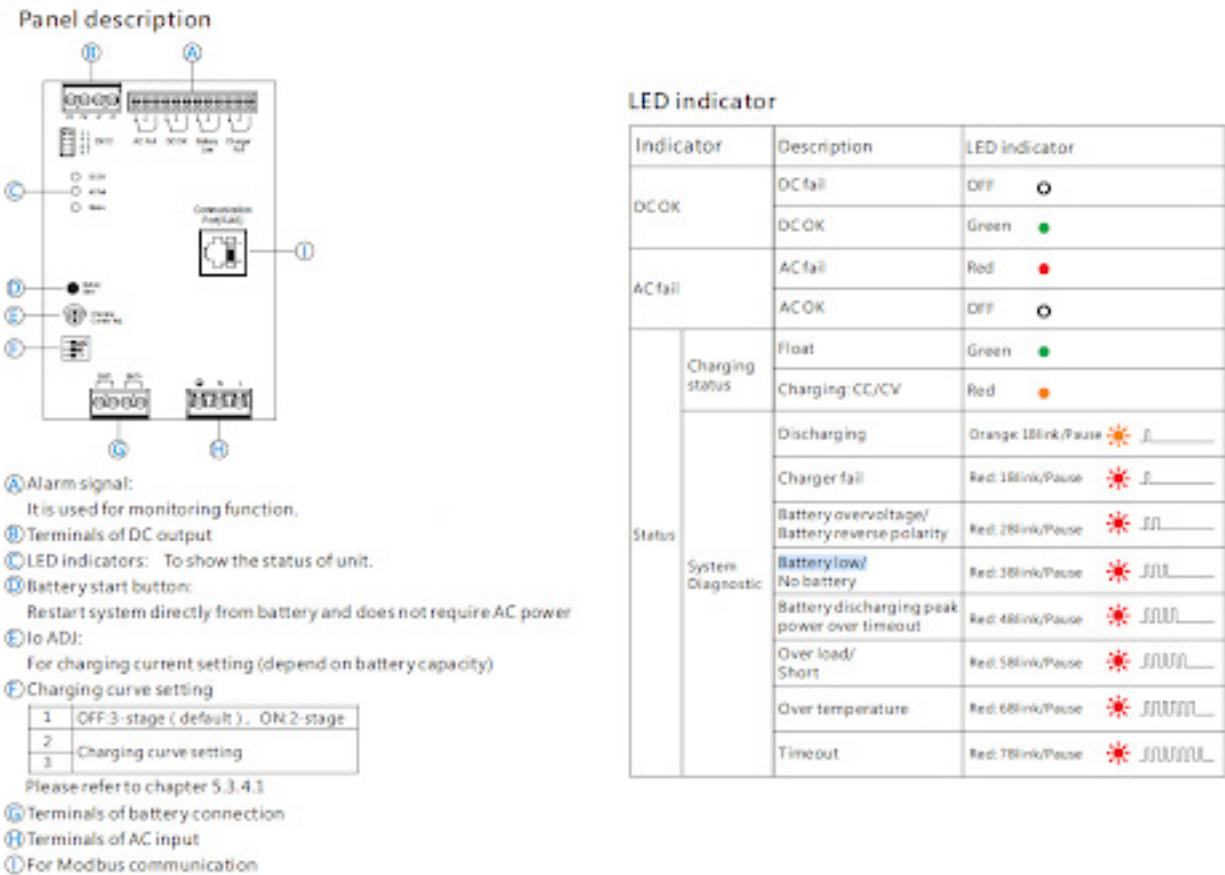 Panel description
B
A
AC Fail
DC OK
Battery
Low
Charger
Fail
C
Communication
I
D
E
F
G
H
A Alarm signal:
It is used for monitoring function.
B Terminals of DC output
C LED indicators: To show the status of unit.
D Battery start button:
Restart system directly from battery and does not require AC power
E Io ADJ:
For charging current setting (depend on battery capacity)
F Charging curve setting
1 OFF:3-stage ( default ), ON:2-stage
2
Charging curve setting
3
Please refer to chapter 5.3.4.1
G Terminals of battery connection
H Terminals of AC input
I For Modbus communication
LED indicator
Indicator Description LED indicator
DC OK
DC fail OFF
DC OK Green
AC fail
AC fail Red
AC OK OFF
Status
Charging
status
Float Green
Charging: CC/CV Red
System
Diagnostic
Discharging Orange: 1Blink/Pause
Charger fail Red: 1Blink/Pause
Battery overvoltage/
Battery reverse polarity Red: 2Blink/Pause
Battery low/
No battery Red: 3Blink/Pause
Battery discharging peak
power over timeout Red: 4Blink/Pause
Over load/
Short Red: 5Blink/Pause
Over temperature Red: 6Blink/Pause
Timeout Red: 7Blink/Pause